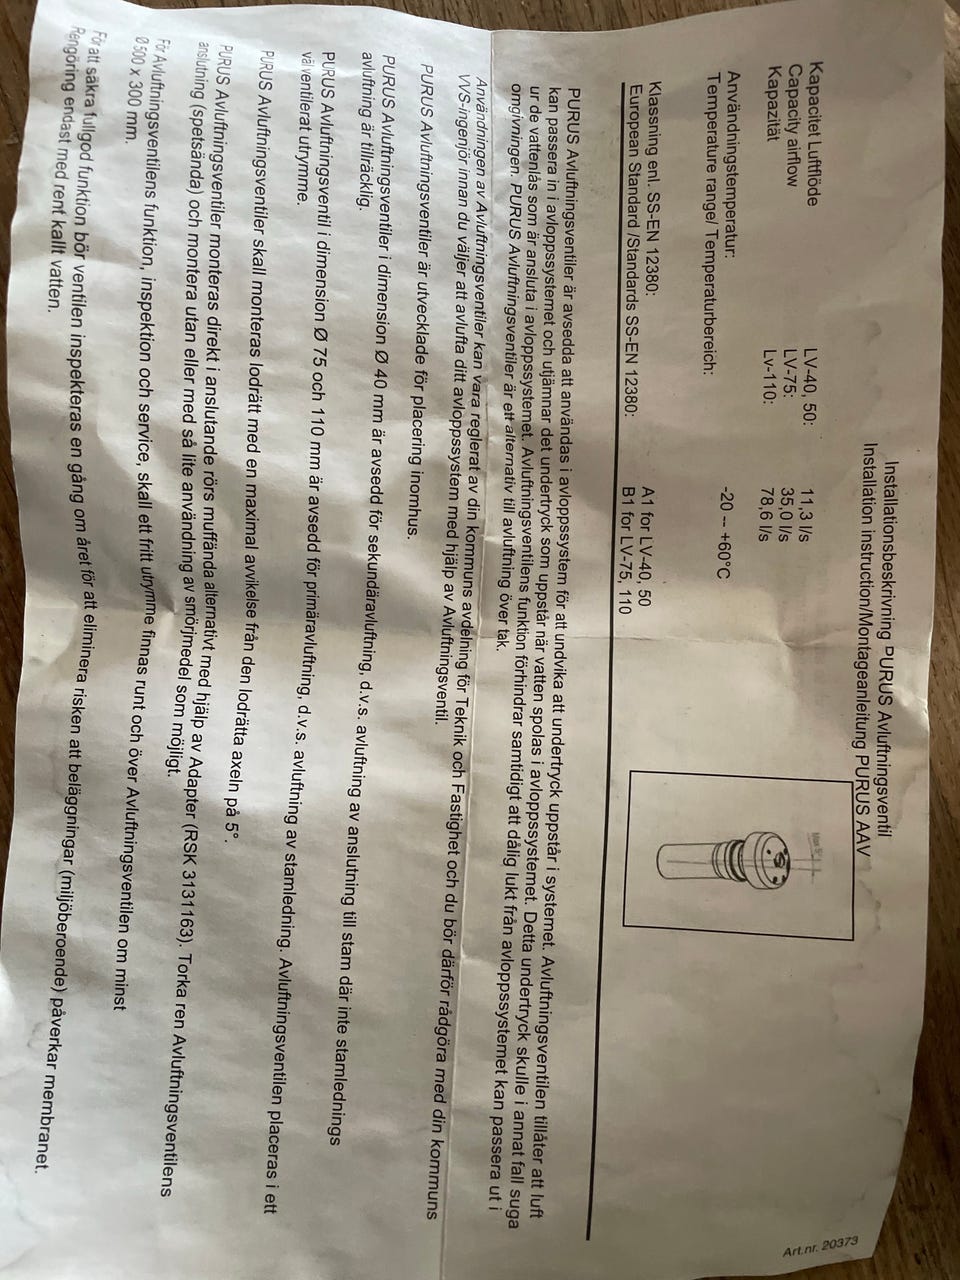 Installationsbeskrivning PURUS Avluftningsventil
Installation instruction/Montageanleitung PURUS AAV
Art.nr. 20373
Kapacitet Luftflöde LV-40, 50: 11,3 l/s
Capacity airflow LV-75: 35,0 l/s
Kapazität Lv-110: 78,6 l/s
Max 5°
Användningstemperatur:
Temperature range/ Temperaturbereich: -20 -- +60°C
Klassning enl. SS-EN 12380: A1 for LV-40, 50
European Standard /Standards SS-EN 12380: B1 for LV-75, 110
PURUS Avluftningsventiler är avsedda att användas i avloppssystem för att undvika att undertryck uppstår i systemet. Avluftningsventilen tillåter att luft
kan passera in i avloppssystemet och utjämnar det undertryck som uppstår när vatten spolas i avloppssystemet. Detta undertryck skulle i annat fall suga
ur de vattenlås som är ansluta i avloppssystemet. Avluftningsventilens funktion förhindrar samtidigt att dålig lukt från avloppssystemet kan passera ut i
omgivningen. PURUS Avluftningsventiler är ett alternativ till avluftning över tak.
Användningen av Avluftningsventiler kan vara reglerat av din kommuns avdelning för Teknik och Fastighet och du bör därför rådgöra med din kommuns
VVS-ingenjör innan du väljer att avlufta ditt avloppssystem med hjälp av Avluftningsventil.
PURUS Avluftningsventiler är utvecklade för placering inomhus.
PURUS Avluftningsventiler i dimension Ø 40 mm är avsedd för sekundäravluftning, d.v.s. avluftning av anslutning till stam där inte stamlednings
avluftning är tillräcklig.
PURUS Avluftningsventil i dimension Ø 75 och 110 mm är avsedd för primäravluftning, d.v.s. avluftning av stamledning. Avluftningsventilen placeras i ett
väl ventilerat utrymme.
PURUS Avluftningsventiler skall monteras lodrätt med en maximal avvikelse från den lodrätta axeln på 5°.
PURUS Avluftningsventiler monteras direkt i anslutande rörs muffända alternativt med hjälp av Adapter (RSK 3131163). Torka ren Avluftningsventilens
anslutning (spetsända) och montera utan eller med så lite användning av smörjmedel som möjligt.
För Avluftningsventilens funktion, inspektion och service, skall ett fritt utrymme finnas runt och över Avluftningsventilen om minst
Ø 500 x 300 mm.
För att säkra fullgod funktion bör ventilen inspekteras en gång om året för att eliminera risken att beläggningar (miljöberoende) påverkar membranet.
Rengöring endast med rent kallt vatten.